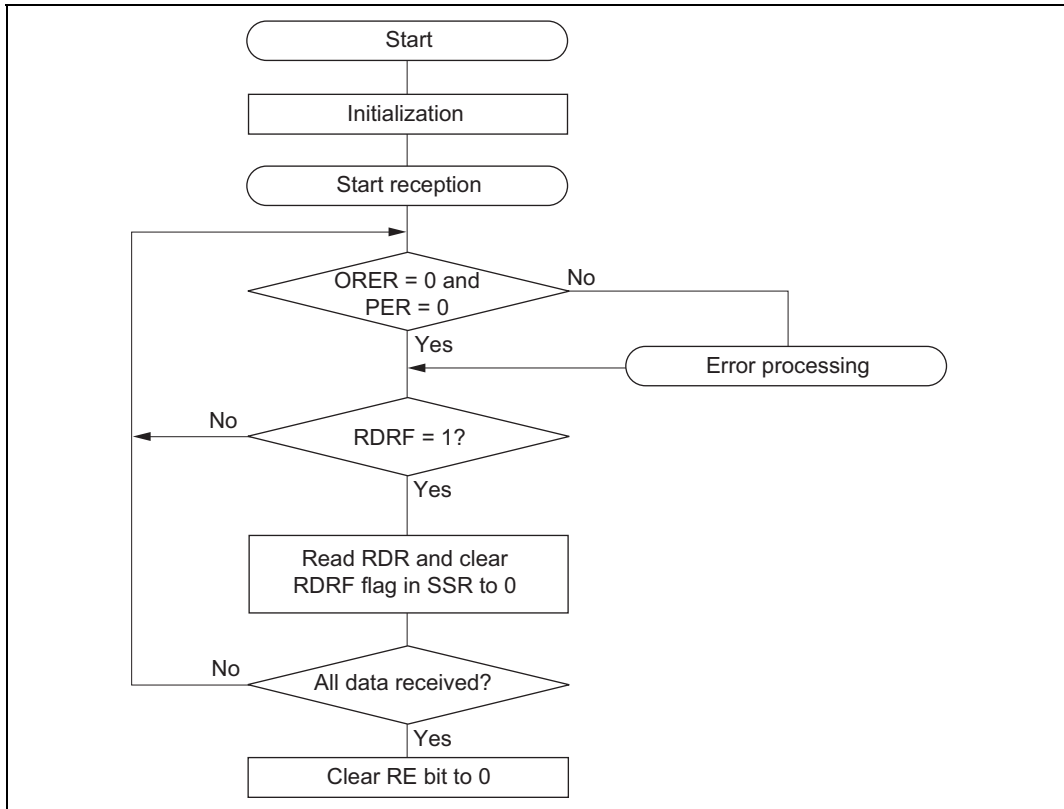 Start
Initialization
Start reception
ORER = 0 and
PER = 0
No
Yes
Error processing
No
RDRF = 1?
Yes
Read RDR and clear
RDRF flag in SSR to 0
No
All data received?
Yes
Clear RE bit to 0